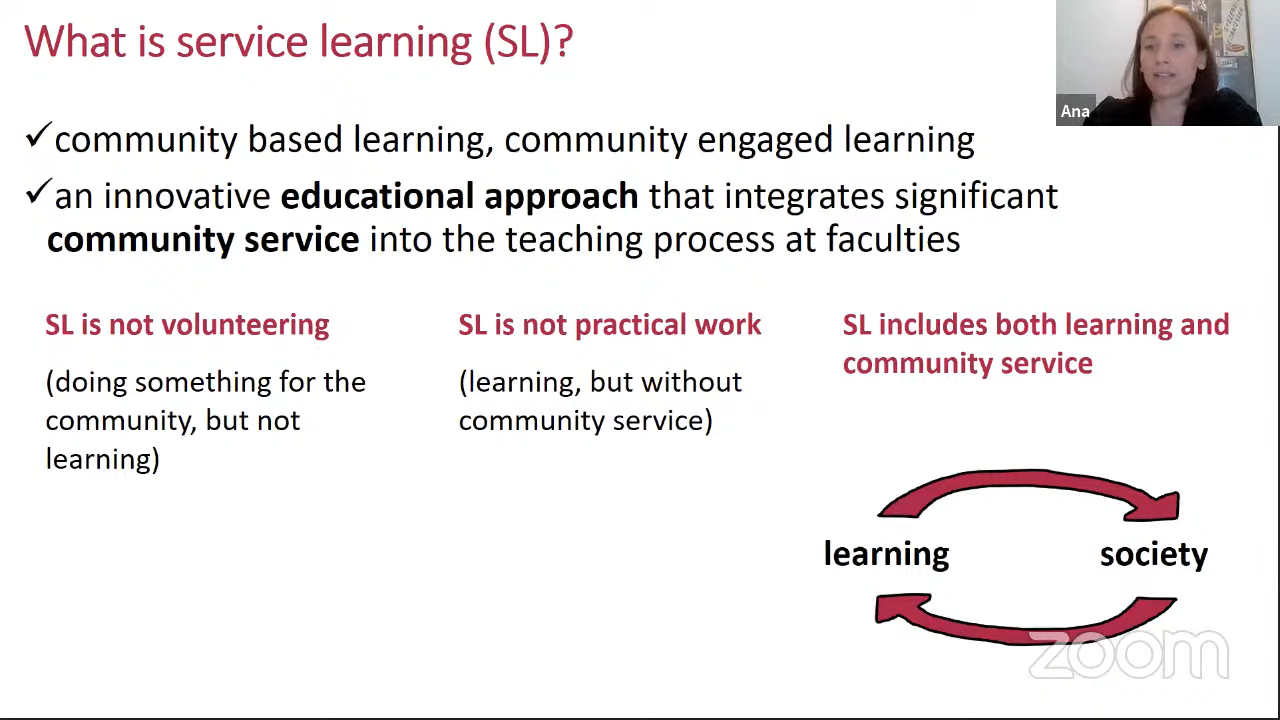 What is service learning (SL)?
Ana
✓community based learning, community engaged learning
✓an innovative educational approach that integrates significant
community service into the teaching process at faculties
SL is not volunteering
(doing something for the
community, but not
learning)
SL is not practical work
(learning, but without
community service)
SL includes both learning and
community service
learning
society
zoom